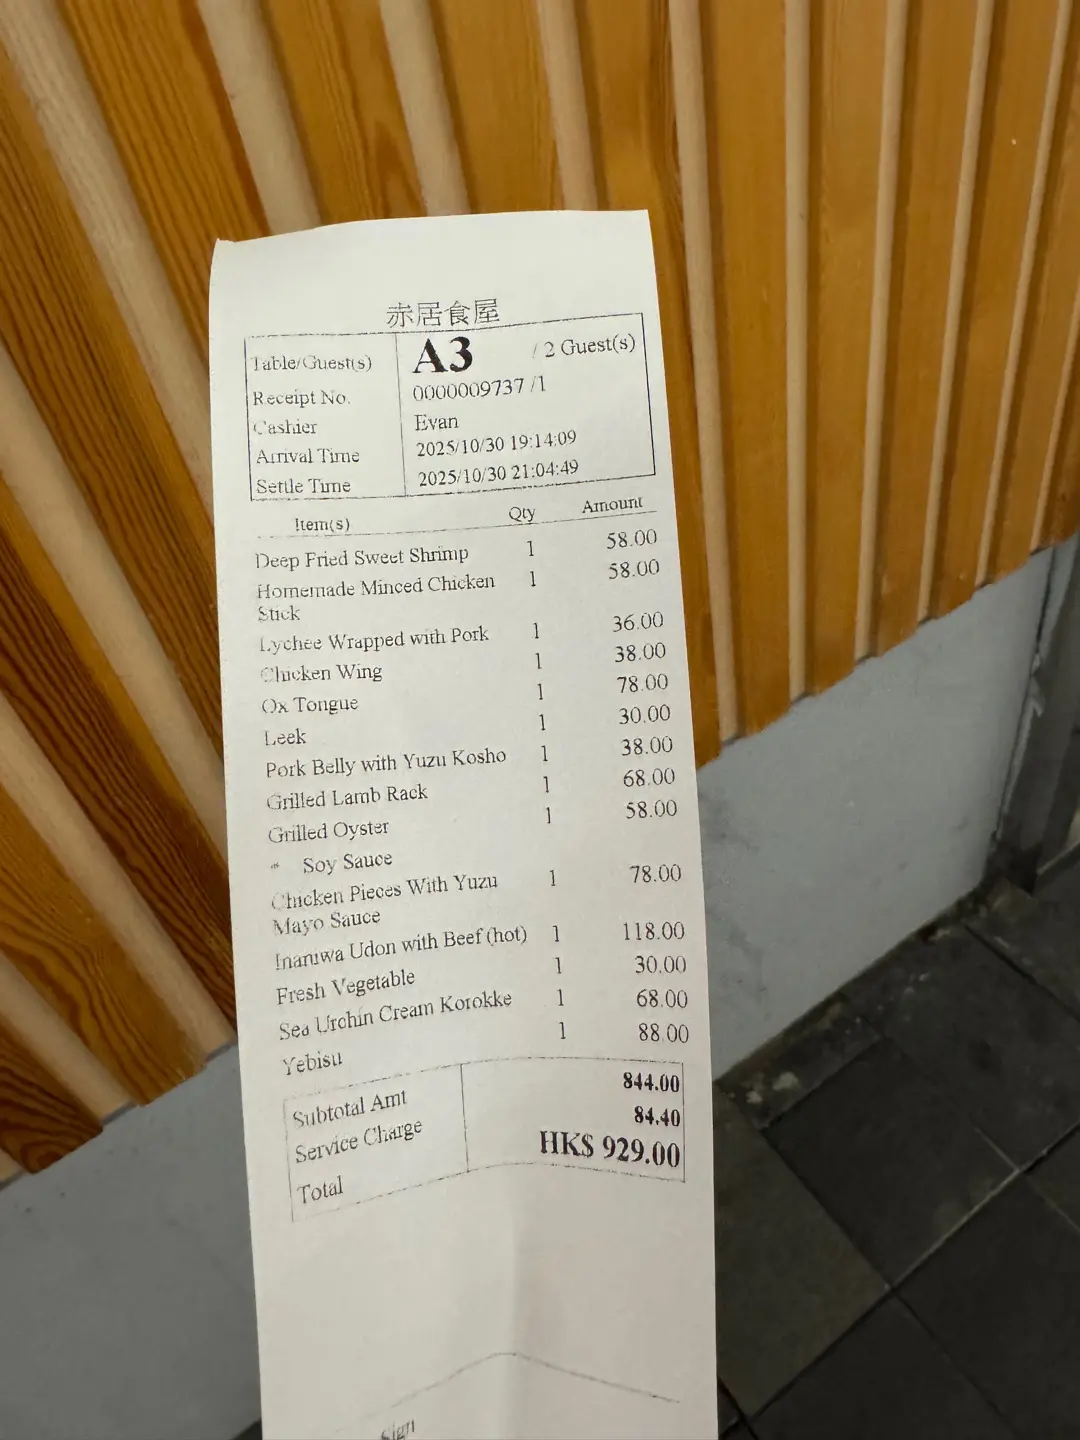 赤居食屋
Table/Guest(s) A3 / 2 Guest(s)
Receipt No. 0000009737 /1
Cashier Evan
Arrival Time 2025/10/30 19:14:09
Settle Time 2025/10/30 21:04:49
Item(s) Qty Amount
Deep Fried Sweet Shrimp 1 58.00
Homemade Minced Chicken 1 58.00
Stick
Lychee Wrapped with Pork 1 36.00
Chicken Wing 1 38.00
Ox Tongue 1 78.00
Leek 1 30.00
Pork Belly with Yuzu Kosho 1 38.00
Grilled Lamb Rack 1 68.00
Grilled Oyster 1 58.00
* Soy Sauce
Chicken Pieces With Yuzu 1 78.00
Mayo Sauce
Inaniwa Udon with Beef (hot) 1 118.00
Fresh Vegetable 1 30.00
Sea Urchin Cream Korokke 1 68.00
Yebisu 1 88.00
Subtotal Amt 844.00
Service Charge 84.40
Total HK$ 929.00
Sign